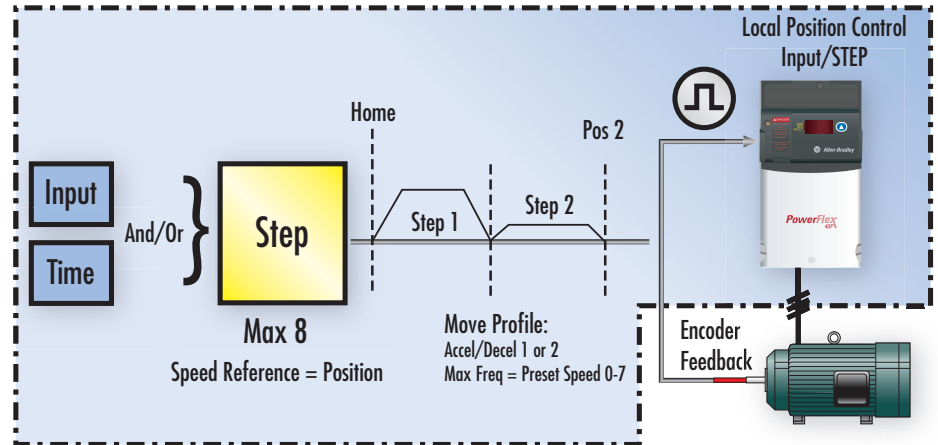 Local Position Control
Input/STEP
Home
Pos 2
Input
Time
And/Or
Step
Step 1
Step 2
Max 8
Speed Reference = Position
Move Profile:
Accel/Decel 1 or 2
Max Freq = Preset Speed 0-7
Allen-Bradley
PowerFlex
Encoder
Feedback